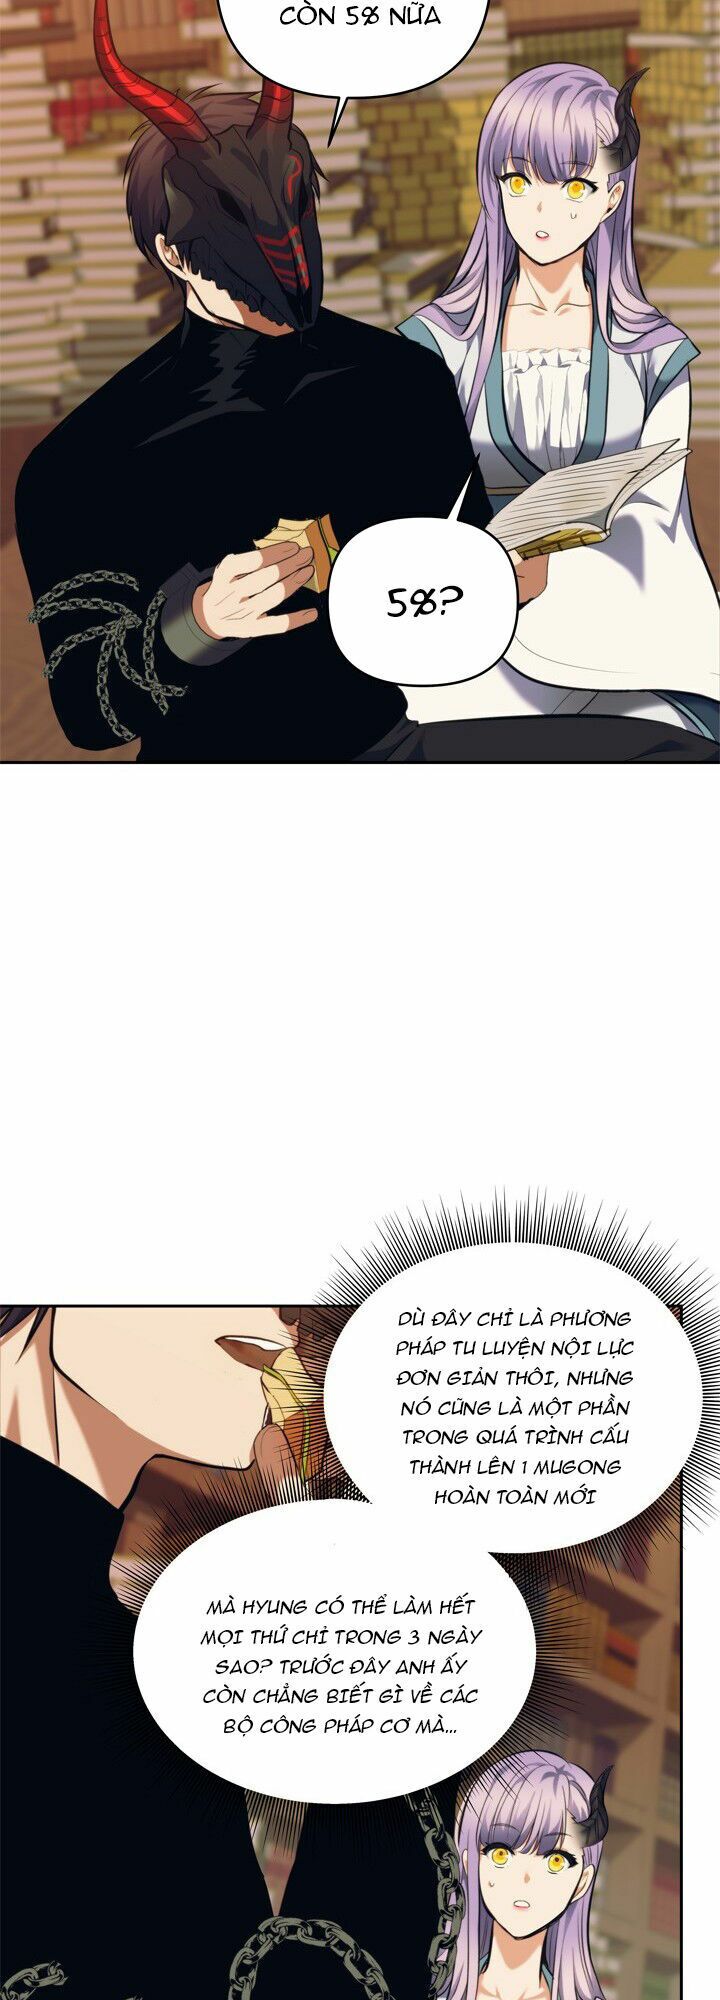 CÒN 5% NỮA
5%?
DÙ ĐÂY CHỈ LÀ PHƯƠNG
PHÁP TU LUYỆN NỘI LỰC
ĐƠN GIẢN THÔI, NHƯNG
NÓ CŨNG LÀ MỘT PHẦN
TRONG QUÁ TRÌNH CẤU
THÀNH LÊN 1 MUGONG
HOÀN TOÀN MỚI
MÀ HYUNG CÓ THỂ LÀM HẾT
MỌI THỨ CHỈ TRONG 3 NGÀY
SAO? TRƯỚC ĐÂY ANH ẤY
CÒN CHẲNG BIẾT GÌ VỀ CÁC
BỘ CÔNG PHÁP CƠ MÀ...